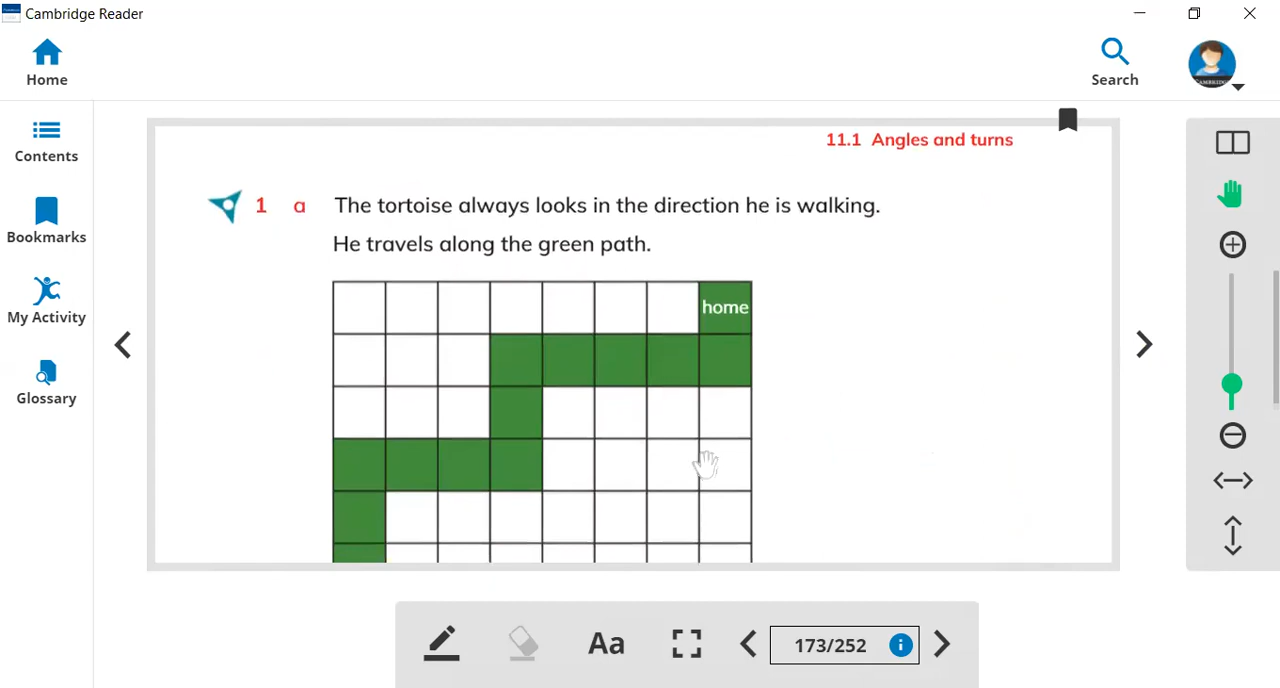 Cambridge Reader
Home
Search
Contents
Bookmarks
My Activity
Glossary
11.1 Angles and turns
1 a The tortoise always looks in the direction he is walking.
He travels along the green path.
home
Aa
173/252